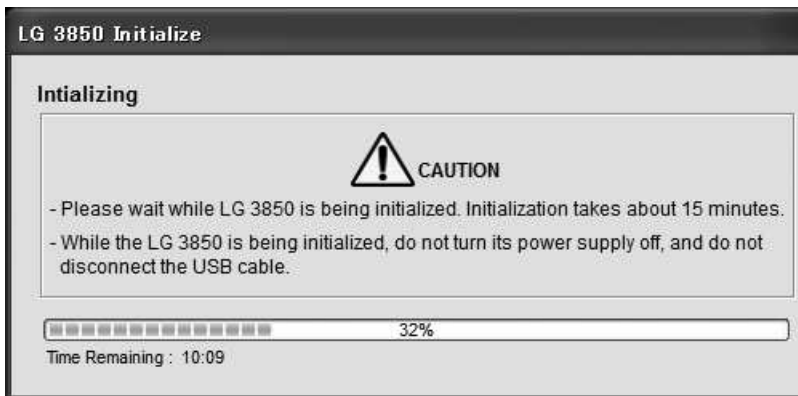 LG 3850 Initialize
Intializing
CAUTION
- Please wait while LG 3850 is being initialized. Initialization takes about 15 minutes.
- While the LG 3850 is being initialized, do not turn its power supply off, and do not
disconnect the USB cable.
32%
Time Remaining : 10:09